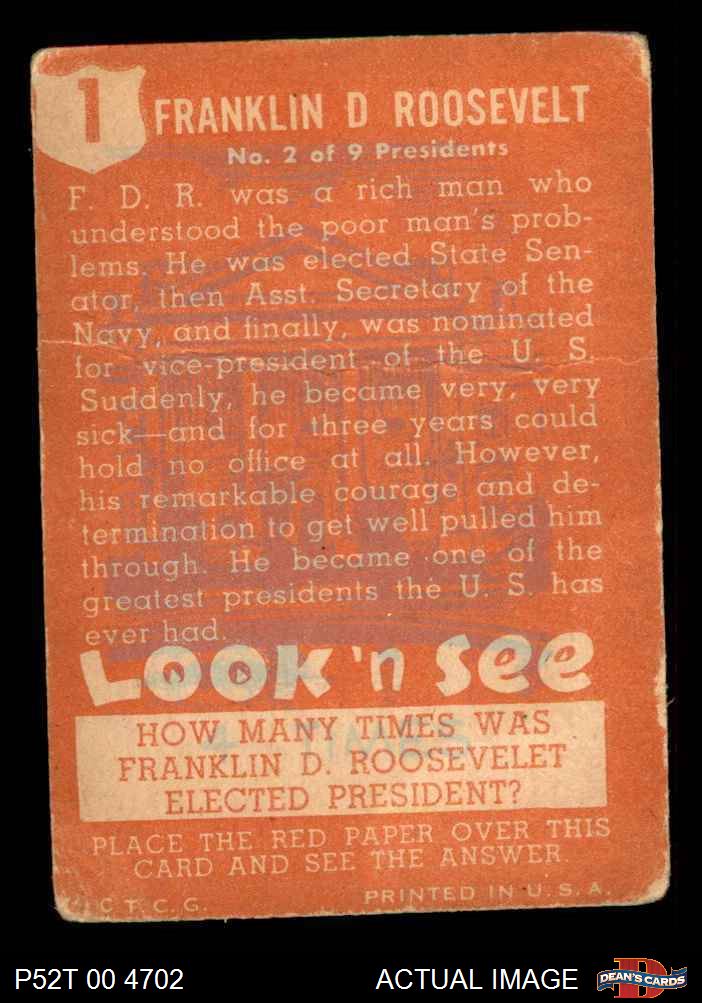 1
FRANKLIN D ROOSEVELT
No. 2 of 9 Presidents
F. D. R. was a rich man who
understood the poor man's prob-
lems. He was elected State Sen-
ator, then Asst. Secretary of the
Navy, and finally, was nominated
for vice-president of the U. S.
Suddenly, he became very, very
sick—and for three years could
hold no office at all. However,
his remarkable courage and de-
termination to get well pulled him
through. He became one of the
greatest presidents the U. S. has
ever had.
LOOK 'n SEE
4 TIMES
HOW MANY TIMES WAS
FRANKLIN D. ROOSEVELET
ELECTED PRESIDENT?
PLACE THE RED PAPER OVER THIS
CARD AND SEE THE ANSWER.
T. C. G. PRINTED IN U. S. A.
P52T 00 4702 ACTUAL IMAGE DEAN'S CARDS